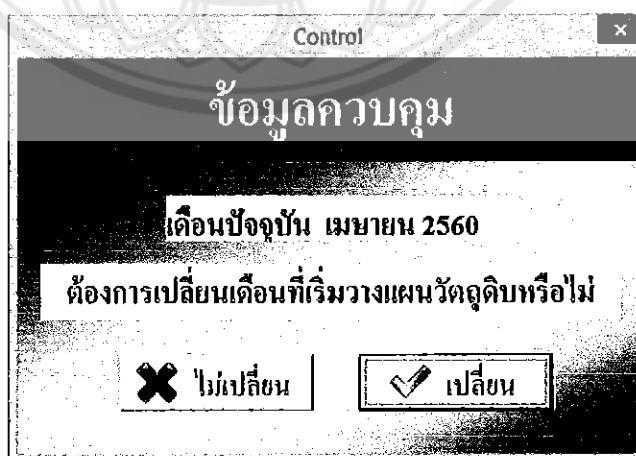 Control
ข้อมูลควบคุม
เดือนปัจจุบัน เมษายน 2560
ต้องการเปลี่ยนเดือนที่เริ่มวางแผนวัตถุดิบหรือไม่
ไม่เปลี่ยน เปลี่ยน